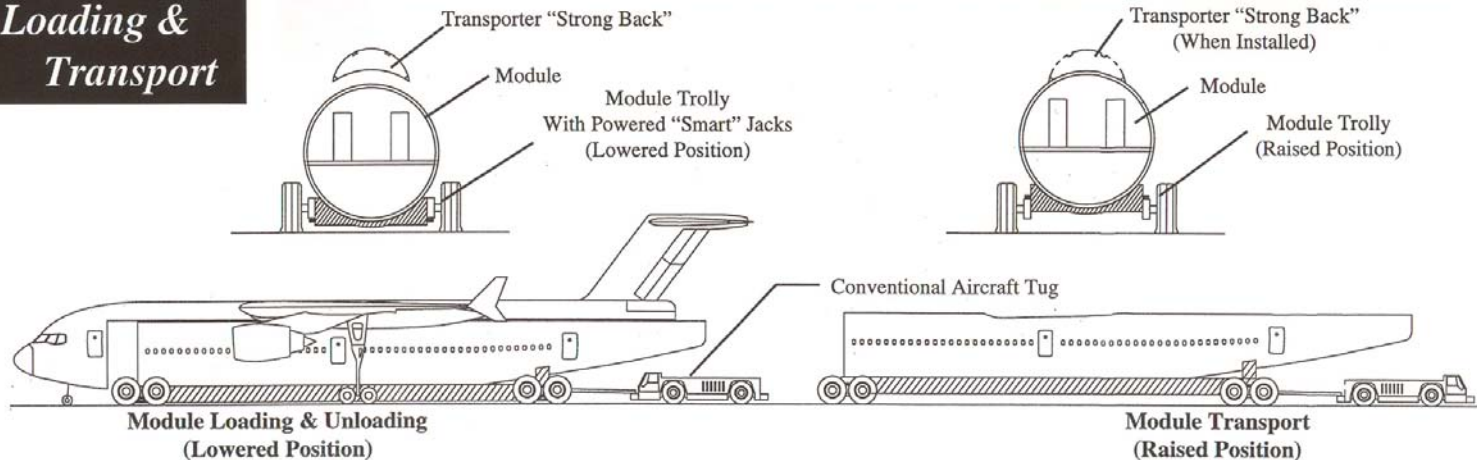 Loading &
Transport
Transporter “Strong Back”
Module
Module Trolly
With Powered “Smart” Jacks
(Lowered Position)
Transporter “Strong Back”
(When Installed)
Module
Module Trolly
(Raised Position)
Conventional Aircraft Tug
Module Loading & Unloading
(Lowered Position)
Module Transport
(Raised Position)